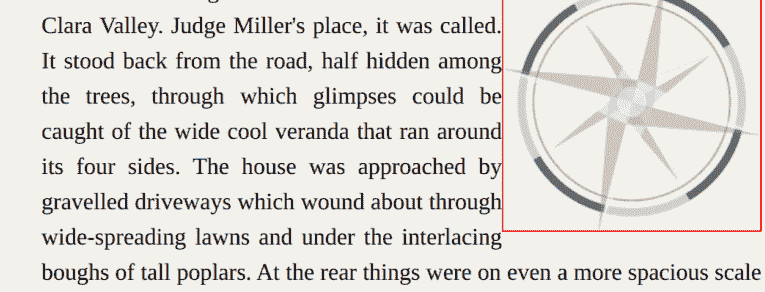 Clara Valley. Judge Miller's place, it was called.
It stood back from the road, half hidden among
the trees, through which glimpses could be
caught of the wide cool veranda that ran around
its four sides. The house was approached by
gravelled driveways which wound about through
wide-spreading lawns and under the interlacing
boughs of tall poplars. At the rear things were on even a more spacious scale